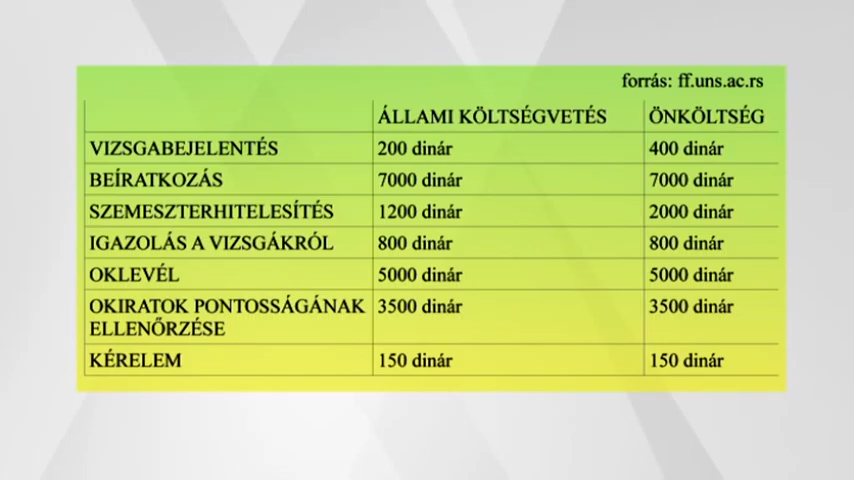 forrás: ff.uns.ac.rs
ÁLLAMI KÖLTSÉGVETÉS ÖNKÖLTSÉG
VIZSGABEJELENTÉS 200 dinár 400 dinár
BEÍRATKOZÁS 7000 dinár 7000 dinár
SZEMESZTERHITELESÍTÉS 1200 dinár 2000 dinár
IGAZOLÁS A VIZSGÁKRÓL 800 dinár 800 dinár
OKLEVÉL 5000 dinár 5000 dinár
OKIRATOK PONTOSSÁGÁNAK 3500 dinár 3500 dinár
ELLENŐRZÉSE
KÉRELEM 150 dinár 150 dinár